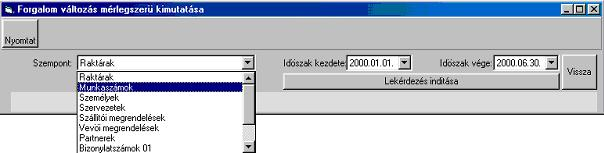 Forgalom változás mérlegszerü kimutatása
Nyomtat
Szempont: Raktárak Időszak kezdete: 2000.01.01. Időszak vége: 2000.06.30. Vissza
Lekérdezés indítása
Raktárak
Munkaszámok
Személyek
Szervezetek
Szállítói megrendelések
Vevői megrendelések
Partnerek
Bizonylatszámok 01